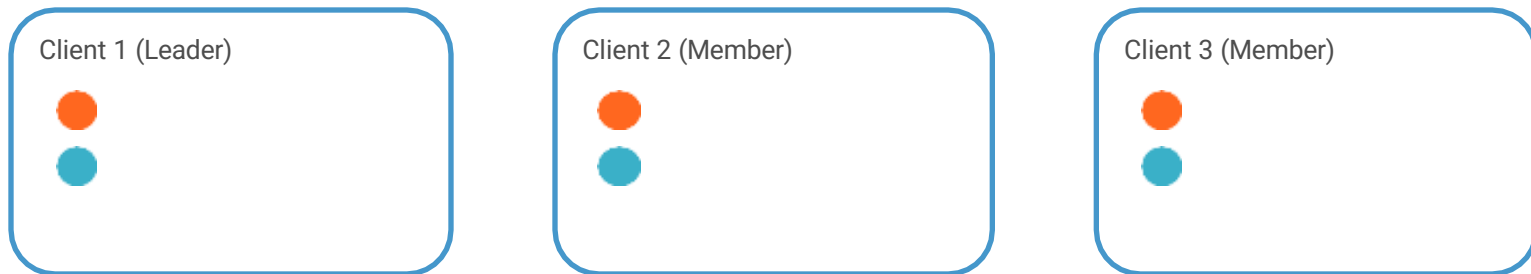 Client 1 (Leader)
Client 2 (Member)
Client 3 (Member)